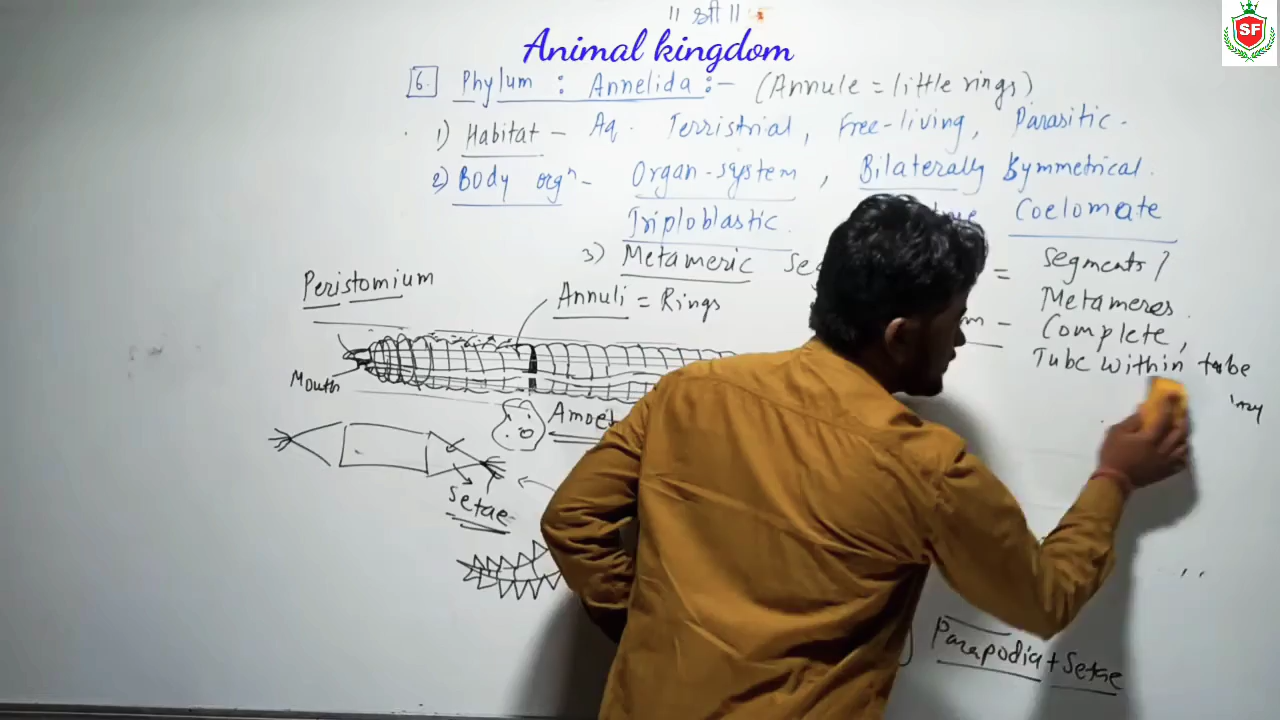 || श्री ||
Animal kingdom
SF
6. Phylum : Annelida :- (Annule = little rings)
1) Habitat - Aq. Terristrial, Free-living, Parasitic.
2) Body orgⁿ - Organ-system, Bilaterally Symmetrical.
Triploblastic. Coelomate
3) Metameric Seg = Segments /
Metameres.
m - Complete,
Tube within tube
Peristomium
Annuli = Rings
Mouth
Amoeb
Setae
Parapodia + Setae